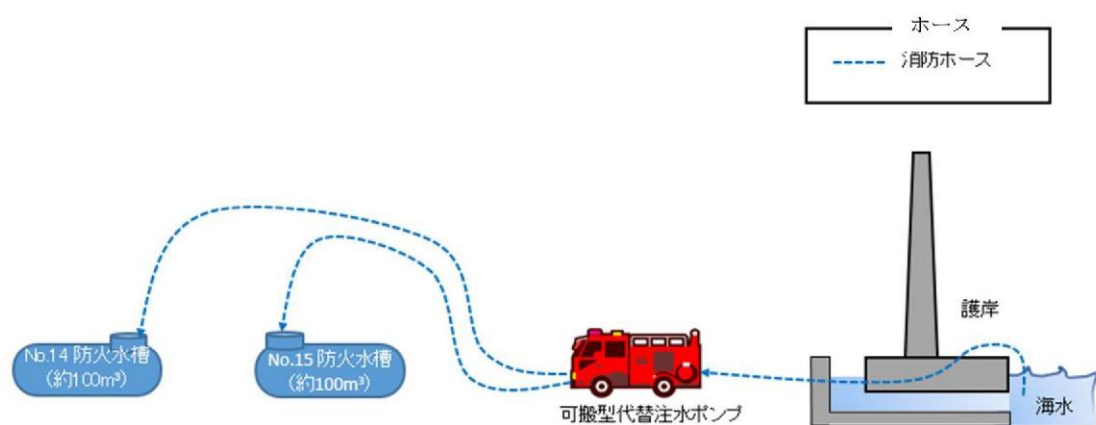 ホース
消防ホース
護岸
No.14 防火水槽
（約100m³）
No.15 防火水槽
（約100m³）
可搬型代替注水ポンプ
海水